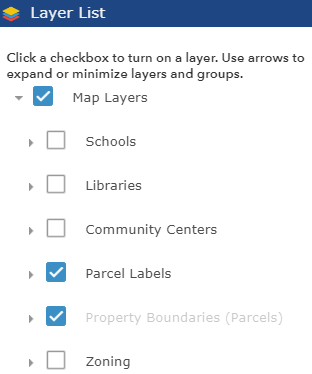 Layer List
Click a checkbox to turn on a layer. Use arrows to
expand or minimize layers and groups.
Map Layers
Schools
Libraries
Community Centers
Parcel Labels
Property Boundaries (Parcels)
Zoning